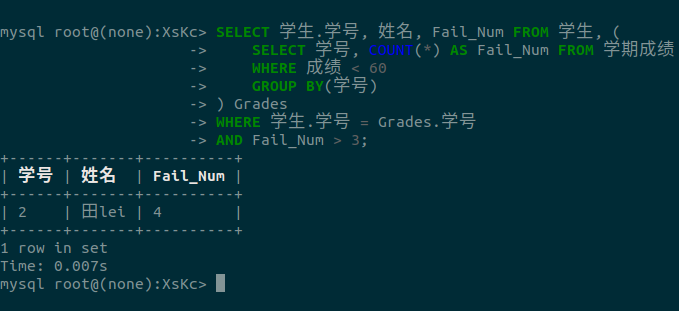 mysql root@(none):XsKc> SELECT 学生.学号, 姓名, Fail_Num FROM 学生, (
-> SELECT 学号, COUNT(*) AS Fail_Num FROM 学期成绩
-> WHERE 成绩 < 60
-> GROUP BY(学号)
-> ) Grades
-> WHERE 学生.学号 = Grades.学号
-> AND Fail_Num > 3;
+------+-------+----------+
| 学号 | 姓名  | Fail_Num |
+------+-------+----------+
| 2    | 田lei | 4        |
+------+-------+----------+
1 row in set
Time: 0.007s
mysql root@(none):XsKc>